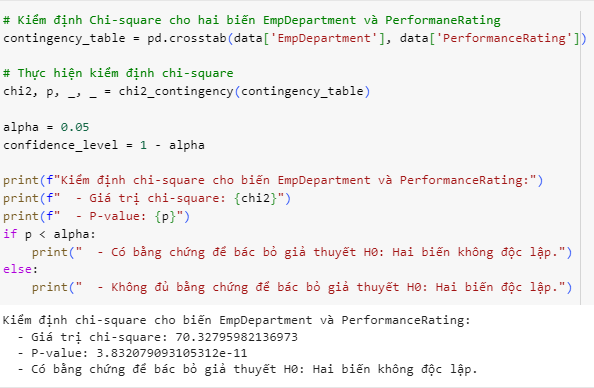 # Kiểm định Chi-square cho hai biến EmpDepartment và PerformaneRating
contingency_table = pd.crosstab(data['EmpDepartment'], data['PerformanceRating'])
# Thực hiện kiểm định chi-square
chi2, p, _, _ = chi2_contingency(contingency_table)
alpha = 0.05
confidence_level = 1 - alpha
print(f"Kiểm định chi-square cho biến EmpDepartment và PerformanceRating:")
print(f"  - Giá trị chi-square: {chi2}")
print(f"  - P-value: {p}")
if p < alpha:
    print("  - Có bằng chứng để bác bỏ giả thuyết H0: Hai biến không độc lập.")
else:
    print("  - Không đủ bằng chứng để bác bỏ giả thuyết H0: Hai biến độc lập.")
Kiểm định chi-square cho biến EmpDepartment và PerformanceRating:
  - Giá trị chi-square: 70.32795982136973
  - P-value: 3.832079093105312e-11
  - Có bằng chứng để bác bỏ giả thuyết H0: Hai biến không độc lập.